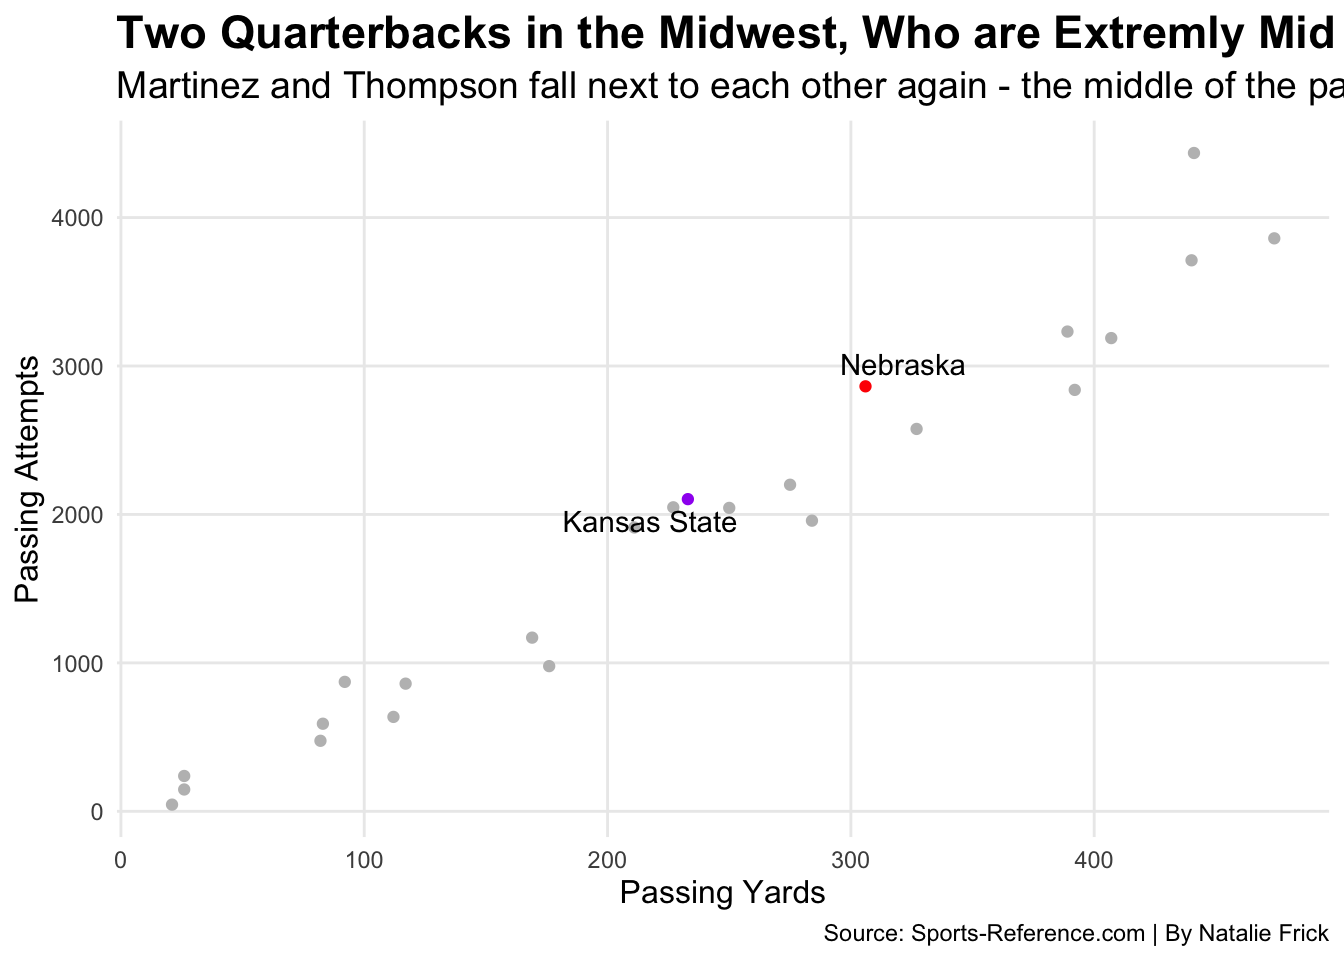 Two Quarterbacks in the Midwest, Who are Extremly Mid
Martinez and Thompson fall next to each other again - the middle of the pa
4000
3000
2000
1000
0
Passing Attempts
Nebraska
Kansas State
0 100 200 300 400
Passing Yards
Source: Sports-Reference.com | By Natalie Frick